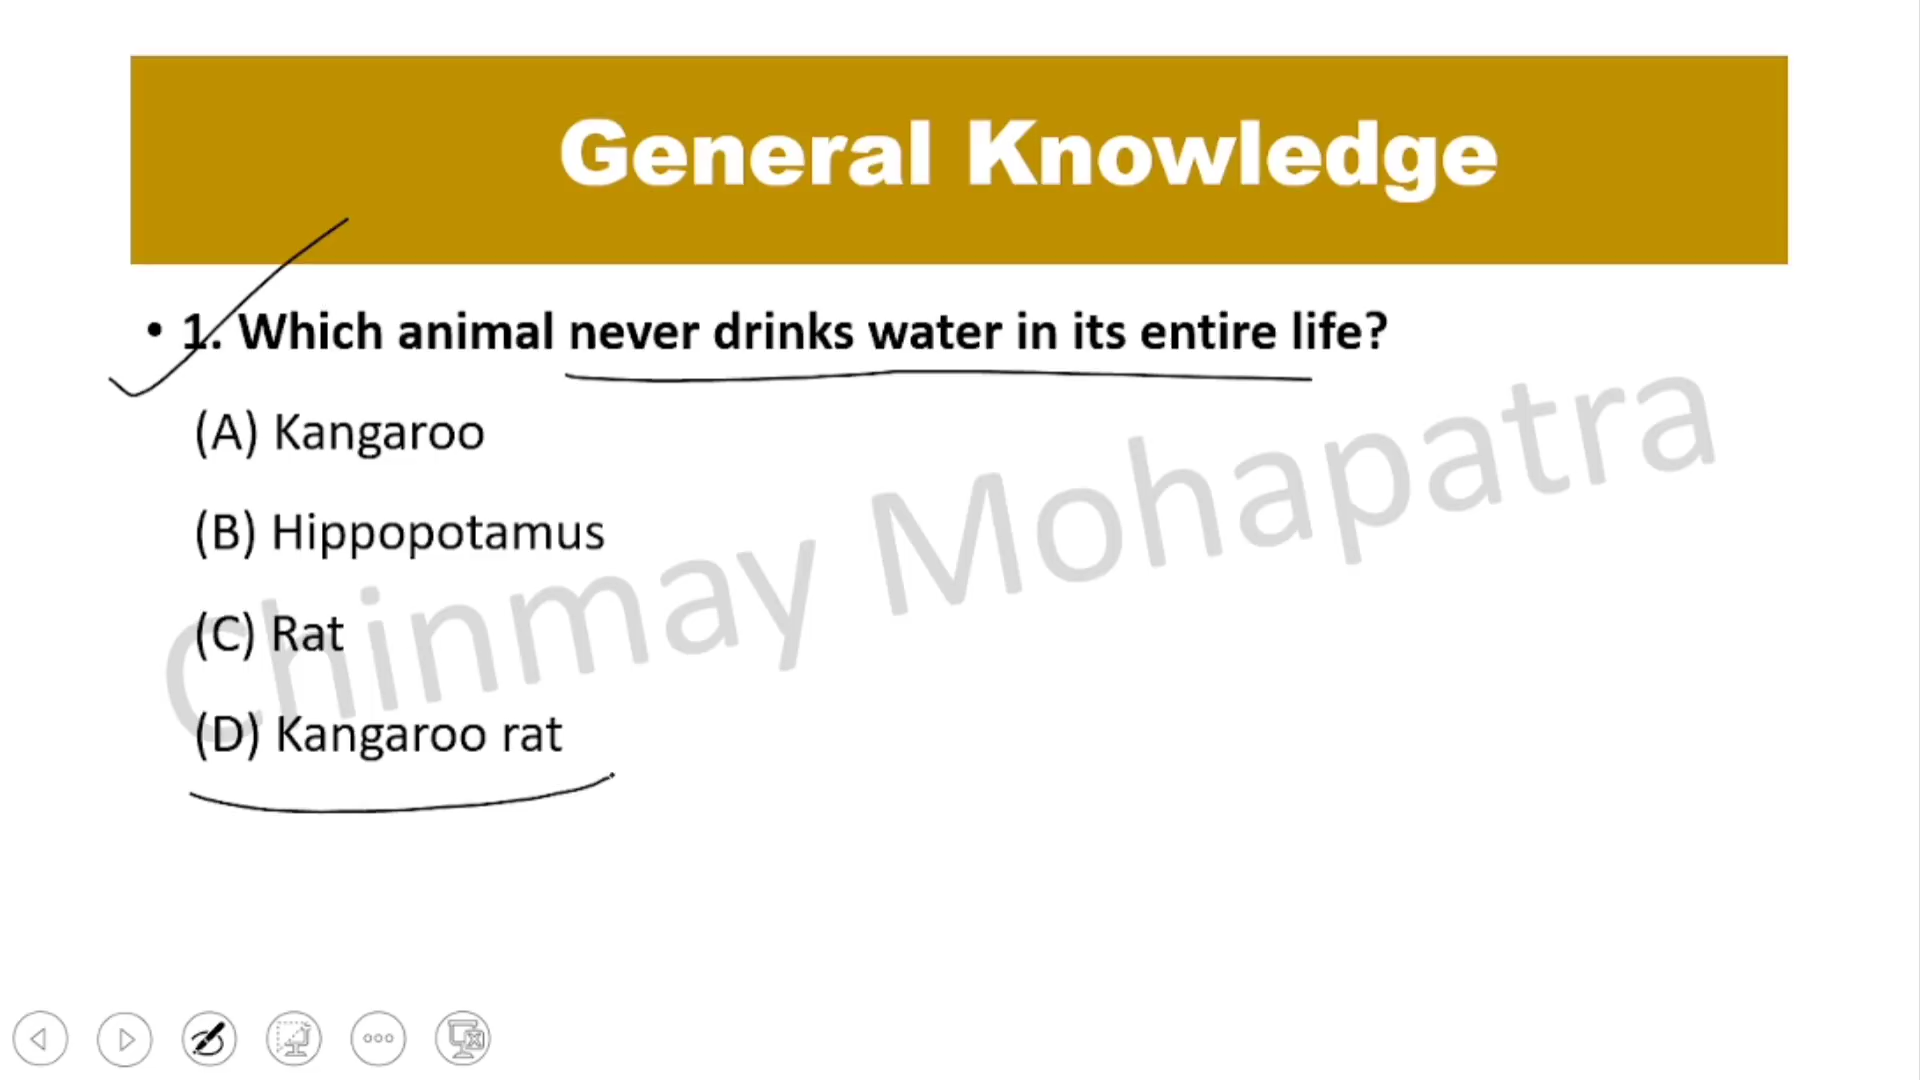 General Knowledge
• 1. Which animal never drinks water in its entire life?
(A) Kangaroo
(B) Hippopotamus
(C) Rat
(D) Kangaroo rat
Chinmay Mohapatra